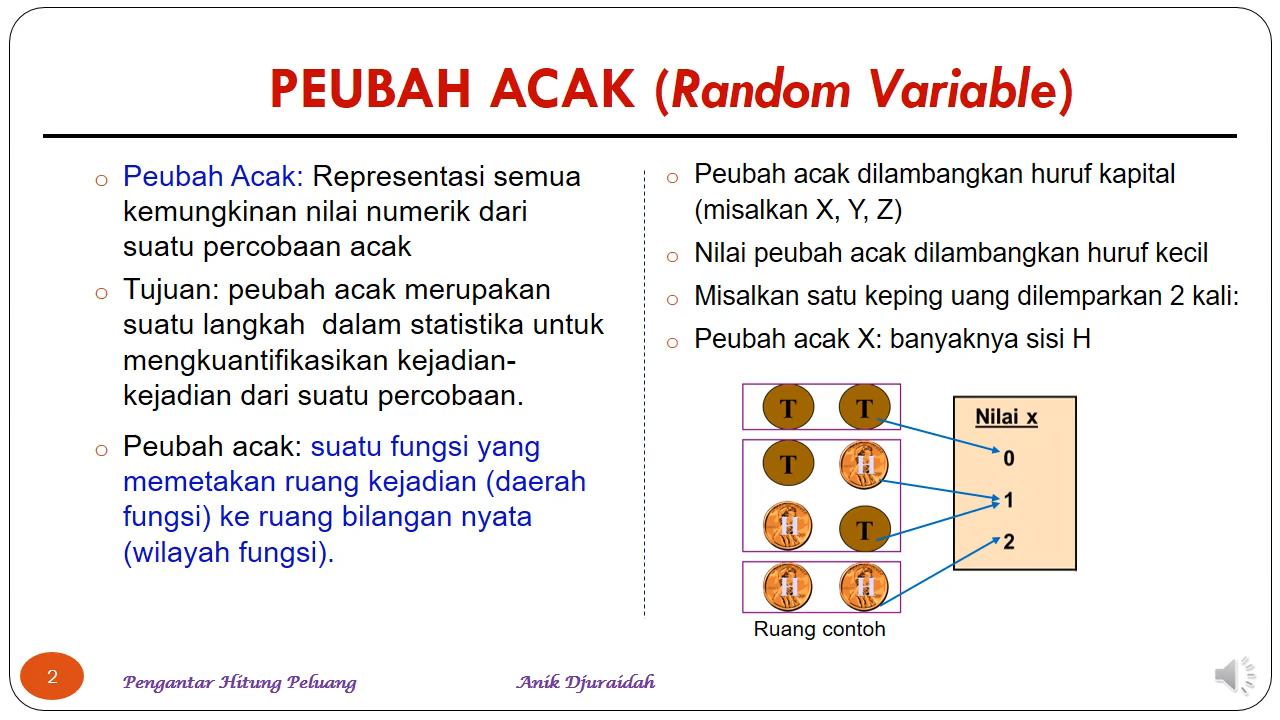 PEUBAH ACAK (Random Variable)
Peubah Acak: Representasi semua
kemungkinan nilai numerik dari
suatu percobaan acak
Tujuan: peubah acak merupakan
suatu langkah dalam statistika untuk
mengkuantifikasikan kejadian-
kejadian dari suatu percobaan.
Peubah acak: suatu fungsi yang
memetakan ruang kejadian (daerah
fungsi) ke ruang bilangan nyata
(wilayah fungsi).
Peubah acak dilambangkan huruf kapital
(misalkan X, Y, Z)
Nilai peubah acak dilambangkan huruf kecil
Misalkan satu keping uang dilemparkan 2 kali:
Peubah acak X: banyaknya sisi H
T T
T H
H T
H H
Ruang contoh
Nilai x
0
1
2
2
Pengantar Hitung Peluang
Anik Djuraidah